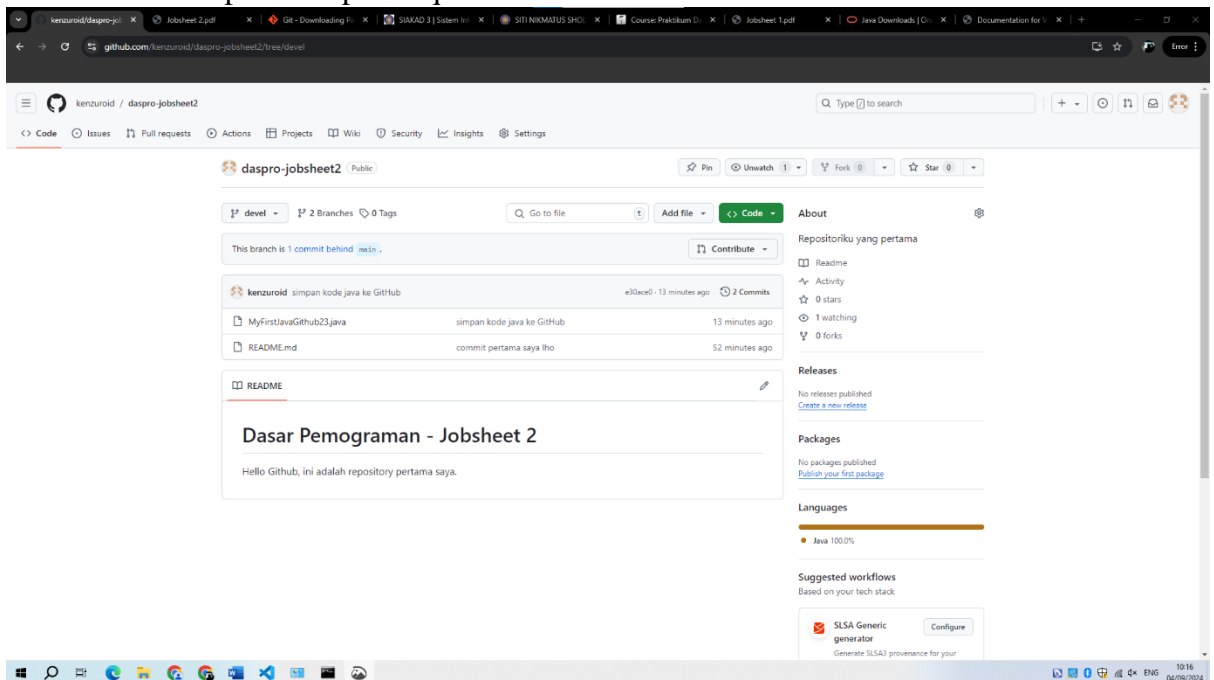 kenzuroid/daspro-jo
Jobsheet 2.pdf
Git - Downloading
SIAKAD 3 | Sistem In
SITI NIKMATUS SHOL
Course: Praktikum D
Jobsheet 1.pdf
Java Downloads | Or
Documentation for V
github.com/kenzuroid/daspro-jobsheet2/tree/devel
Error
kenzuroid / daspro-jobsheet2
Type / to search
Code Issues Pull requests Actions Projects Wiki Security Insights Settings
daspro-jobsheet2 Public
Pin Unwatch 1 Fork 0 Star 0
devel 2 Branches 0 Tags Go to file t Add file Code
This branch is 1 commit behind main .
Contribute
kenzuroid simpan kode java ke GitHub e30ace0 · 13 minutes ago 2 Commits
MyFirstJavaGithub23.java simpan kode java ke GitHub 13 minutes ago
README.md commit pertama saya lho 52 minutes ago
README
Dasar Pemograman - Jobsheet 2
Hello Github, ini adalah repository pertama saya.
About
Repositoriku yang pertama
Readme
Activity
0 stars
1 watching
0 forks
Releases
No releases published
Create a new release
Packages
No packages published
Publish your first package
Languages
Java 100.0%
Suggested workflows
Based on your tech stack
SLSA Generic
generator
Configure
Generate SLSA3 provenance for your
ENG
10:16
04/09/2024